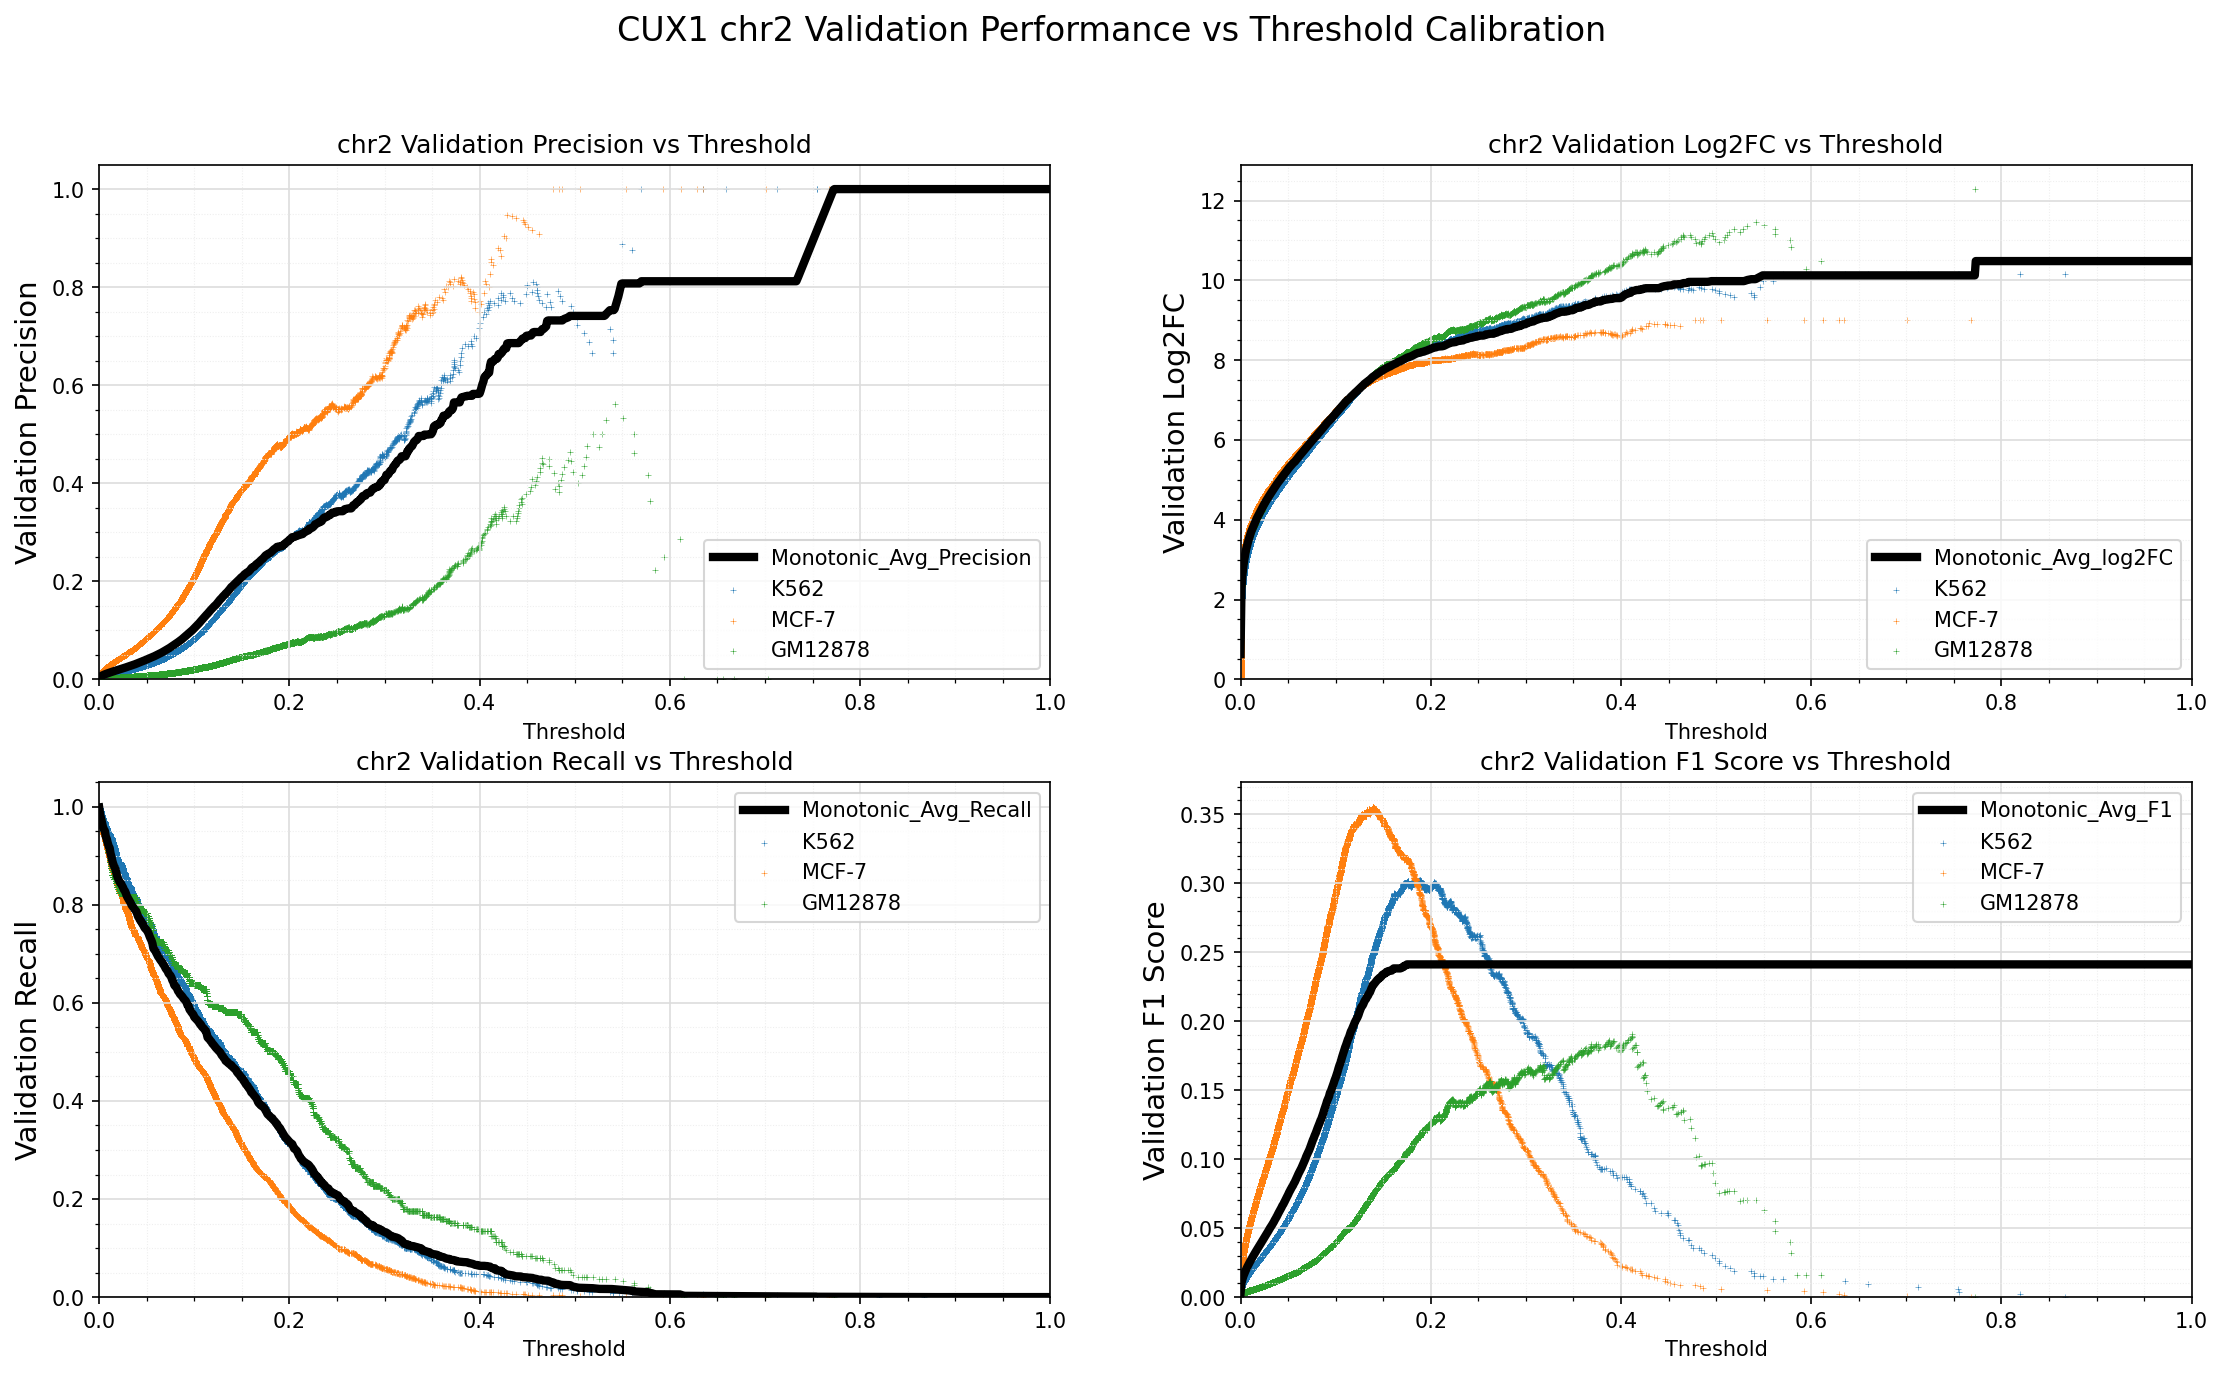 CUX1 chr2 Validation Performance vs Threshold Calibration
chr2 Validation Precision vs Threshold
Validation Precision
1.0
0.8
0.6
0.4
0.2
0.0
0.0 0.2 0.4 0.6 0.8 1.0
Threshold
Monotonic_Avg_Precision
K562
MCF-7
GM12878
chr2 Validation Log2FC vs Threshold
Validation Log2FC
12
10
8
6
4
2
0
0.0 0.2 0.4 0.6 0.8 1.0
Threshold
Monotonic_Avg_log2FC
K562
MCF-7
GM12878
chr2 Validation Recall vs Threshold
Validation Recall
1.0
0.8
0.6
0.4
0.2
0.0
0.0 0.2 0.4 0.6 0.8 1.0
Threshold
Monotonic_Avg_Recall
K562
MCF-7
GM12878
chr2 Validation F1 Score vs Threshold
Validation F1 Score
0.35
0.30
0.25
0.20
0.15
0.10
0.05
0.00
0.0 0.2 0.4 0.6 0.8 1.0
Threshold
Monotonic_Avg_F1
K562
MCF-7
GM12878